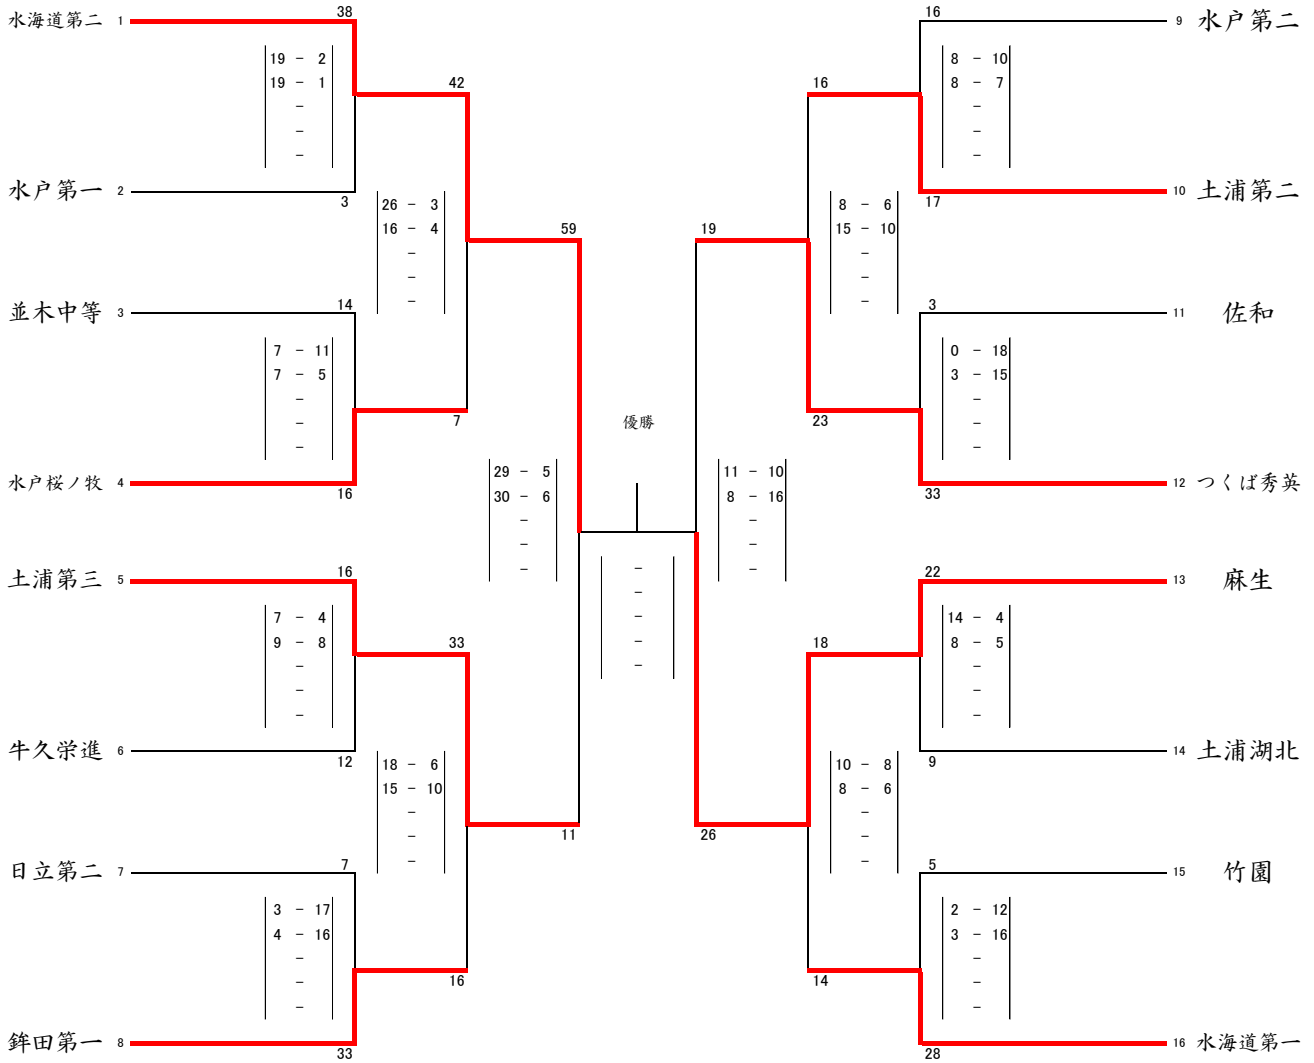 水海道第二 1
38
19 - 2
19 - 1
-
-
-
水戸第一 2
3
42
26 - 3
16 - 4
-
-
-
並木中等 3
14
7 - 11
7 - 5
-
-
-
水戸桜ノ牧 4
16
7
59
29 - 5
30 - 6
-
-
-
土浦第三 5
16
7 - 4
9 - 8
-
-
-
牛久栄進 6
12
33
18 - 6
15 - 10
-
-
-
11
日立第二 7
7
3 - 17
4 - 16
-
-
-
鉾田第一 8
33
16
優勝
-
-
-
-
-
16
9 水戸第二
8 - 10
8 - 7
-
-
-
10 土浦第二
17
16
8 - 6
15 - 10
-
-
-
19
3
11 佐和
0 - 18
3 - 15
-
-
-
12 つくば秀英
33
23
11 - 10
8 - 16
-
-
-
22
13 麻生
14 - 4
8 - 5
-
-
-
14 土浦湖北
9
18
10 - 8
8 - 6
-
-
-
26
5
15 竹園
2 - 12
3 - 16
-
-
-
16 水海道第一
28
14